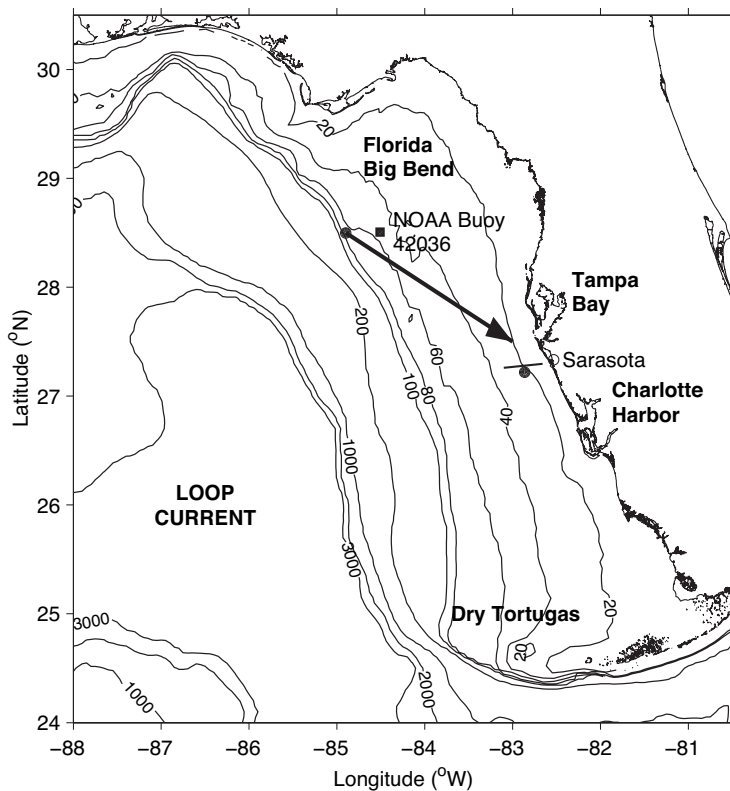 30
29
28
27
26
25
24
Latitude (°N)
−88
−87
−86
−85
−84
−83
−82
−81
Longitude (°W)
20
Florida
Big Bend
NOAA Buoy
42036
Tampa
Bay
200
60
80
100
Sarasota
Charlotte
Harbor
40
1000
LOOP
CURRENT
3000
Dry Tortugas
20
20
3000
2000
1000